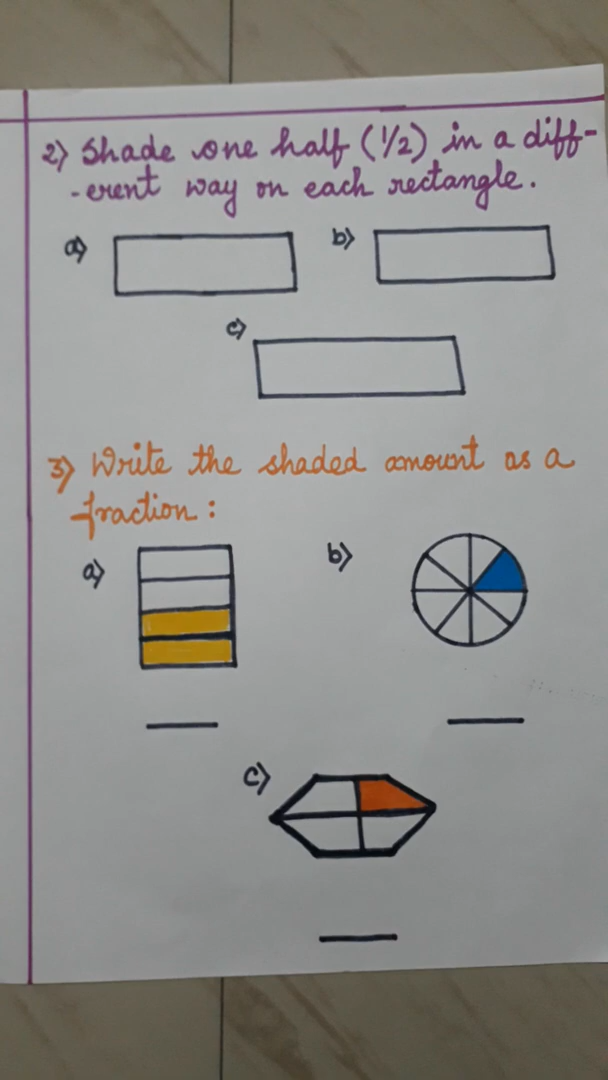 2) Shade one half (1/2) in a diff-
-erent way on each rectangle.
a) b)
c)
3) Write the shaded amount as a
fraction :
a) b)
c)